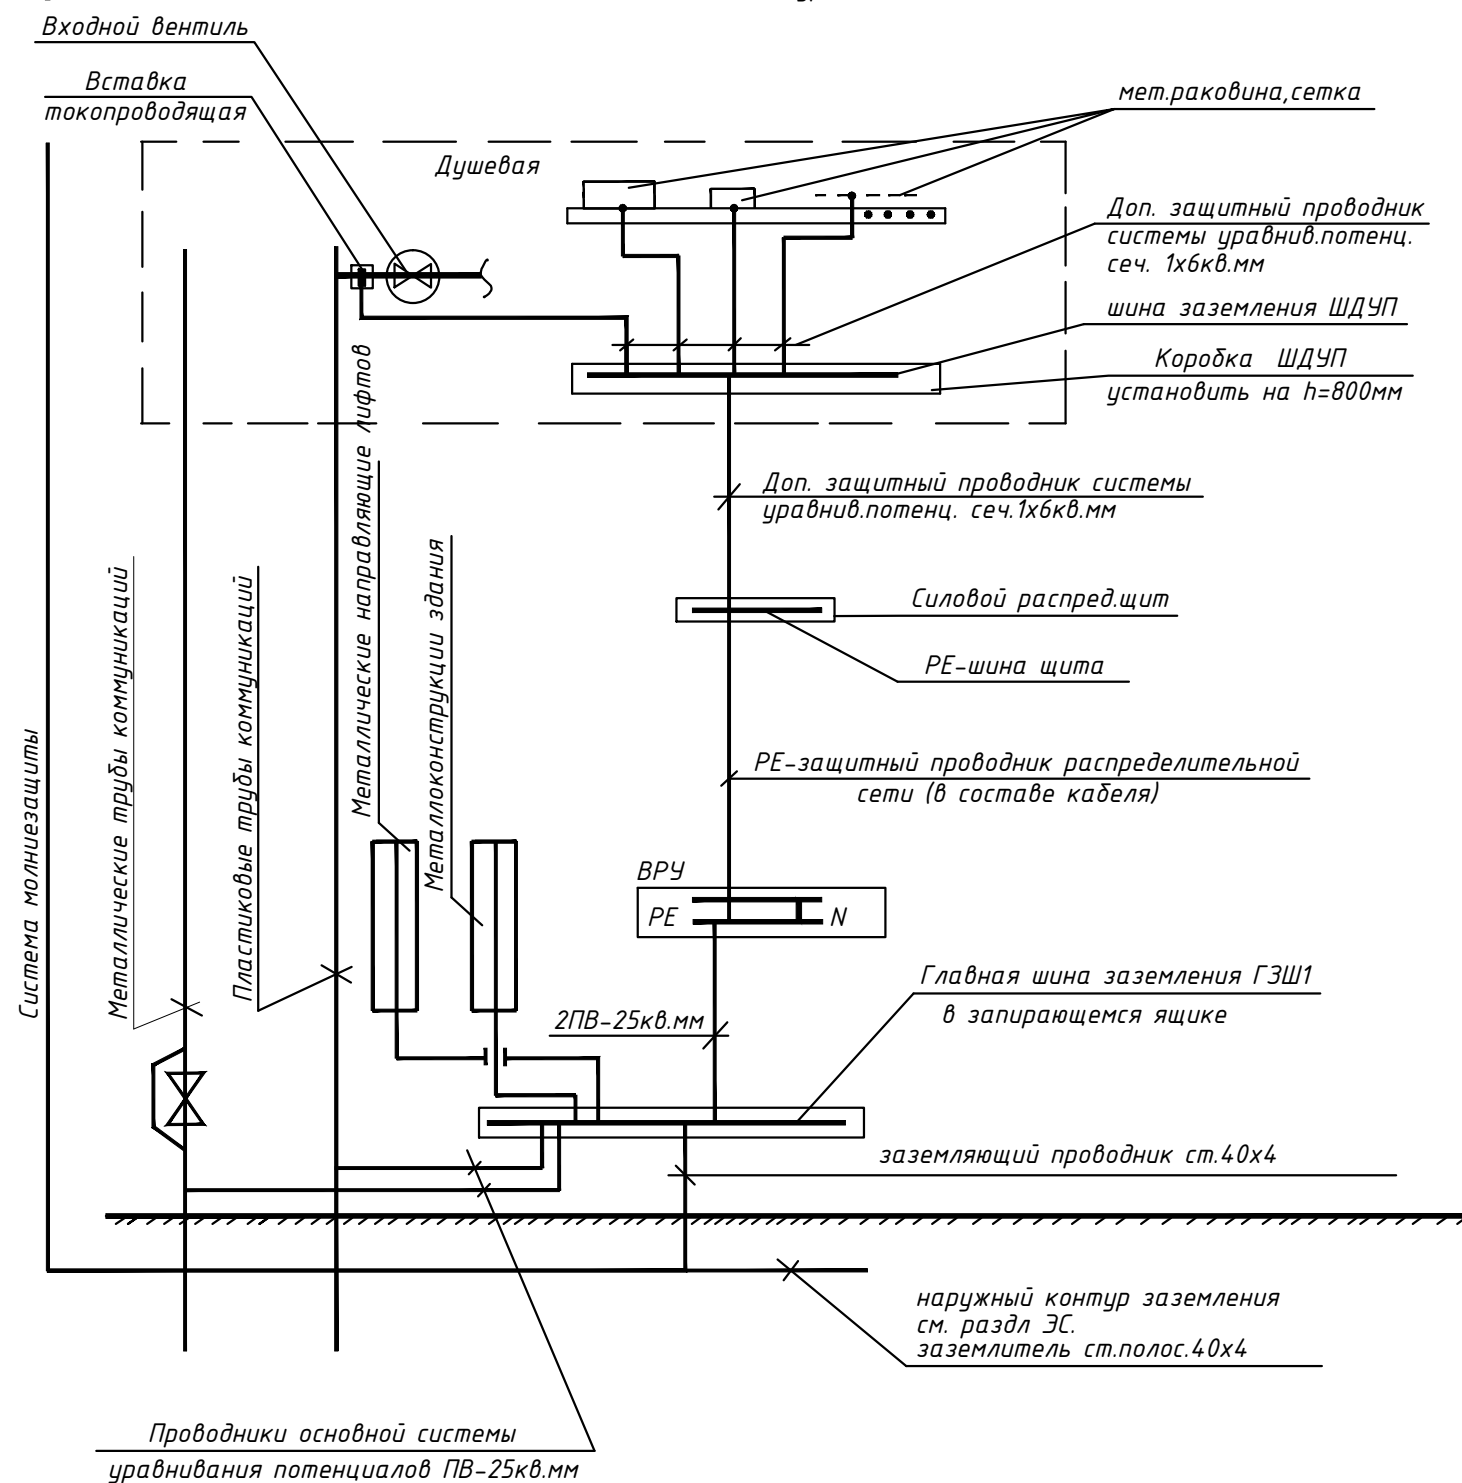 Входной вентиль
Вставка
токопроводящая
мет.раковина,сетка
Душевая
Доп. защитный проводник
системы уравнив.потенц.
сеч. 1х6кв.мм
шина заземления ШДУП
Коробка ШДУП
установить на h=800мм
Доп. защитный проводник системы
уравнив.потенц. сеч.1х6кв.мм
Силовой распред.щит
РЕ-шина щита
РЕ-защитный проводник распределительной
сети (в составе кабеля)
Система молниезащиты
Металлические трубы коммуникаций
Пластиковые трубы коммуникаций
Металлические направляющие лифтов
Металлоконструкции здания
ВРУ
РЕ
N
Главная шина заземления ГЗШ1
в запирающемся ящике
2ПВ-25кв.мм
заземляющий проводник ст.40х4
наружный контур заземления
см. раздл ЭС.
заземлитель ст.полос.40х4
Проводники основной системы
уравнивания потенциалов ПВ-25кв.мм